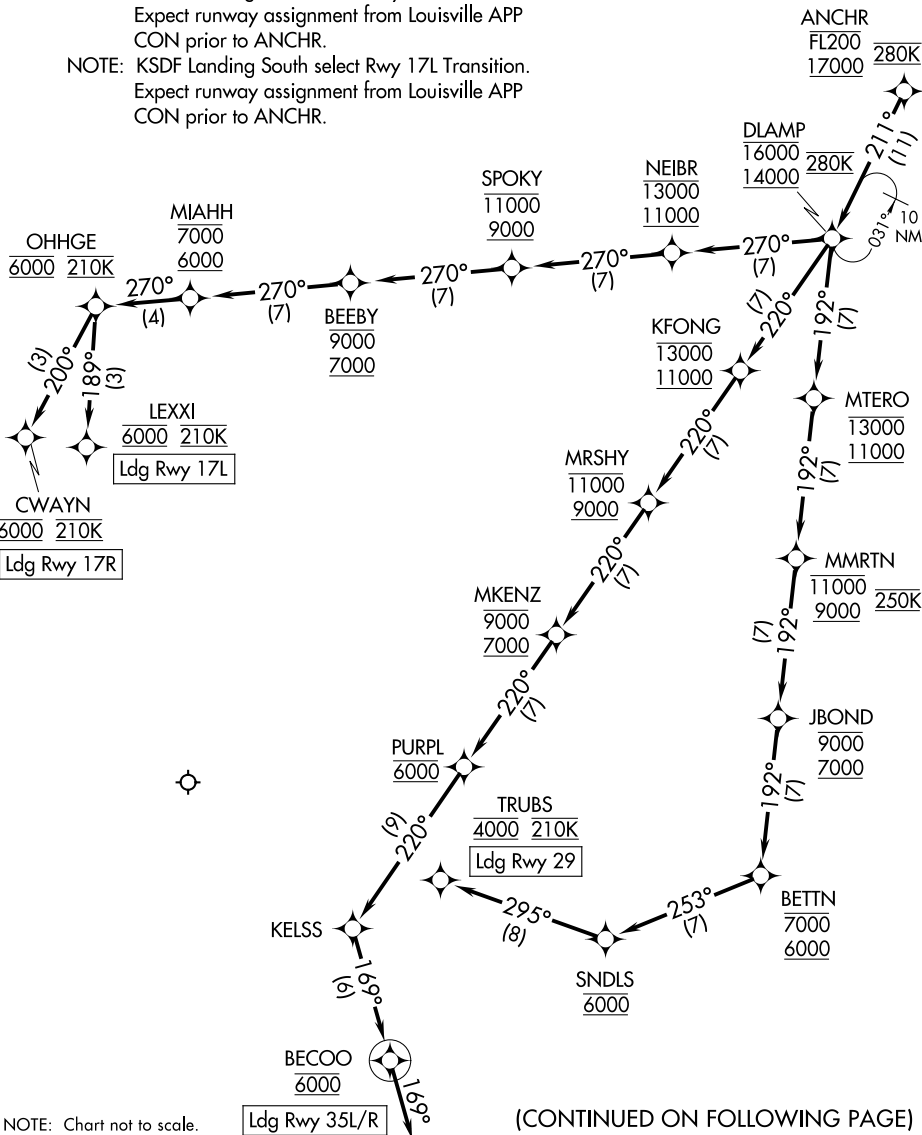 Expect runway assignment from Louisville APP
CON prior to ANCHR.
NOTE: KSDF Landing South select Rwy 17L Transition.
Expect runway assignment from Louisville APP
CON prior to ANCHR.
ANCHR
FL200
17000
280K
211°
(11)
DLAMP
16000
14000
280K
031°
10
NM
NEIBR
13000
11000
270°
(7)
SPOKY
11000
9000
270°
(7)
270°
(7)
BEEBY
9000
7000
270°
(7)
MIAHH
7000
6000
270°
(4)
OHHGE
6000 210K
200°
(3)
189°
(3)
LEXXI
6000 210K
Ldg Rwy 17L
CWAYN
6000 210K
Ldg Rwy 17R
220°
(7)
KFONG
13000
11000
220°
(7)
MRSHY
11000
9000
220°
(7)
MKENZ
9000
7000
220°
(7)
PURPL
6000
220°
(9)
KELSS
169°
(6)
BECOO
6000
Ldg Rwy 35L/R
169°
192°
(7)
MTERO
13000
11000
192°
(7)
MMRTN
11000
9000
250K
192°
(7)
JBOND
9000
7000
192°
(7)
BETTN
7000
6000
253°
(7)
SNDLS
6000
295°
(8)
TRUBS
4000 210K
Ldg Rwy 29
NOTE: Chart not to scale.
(CONTINUED ON FOLLOWING PAGE)